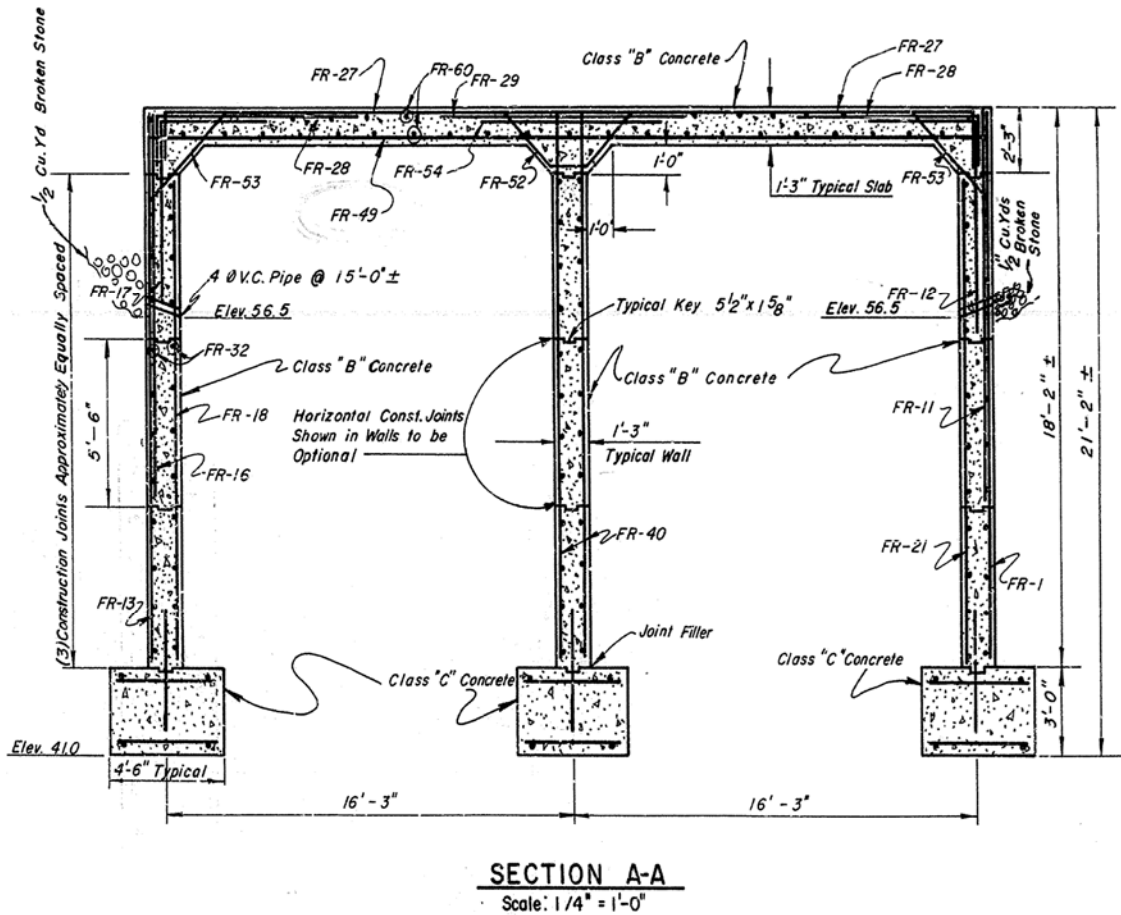 1/2 Cu. Yd Broken Stone
FR-27
FR-60
FR-29
Class "B" Concrete
FR-27
FR-28
2'-3"
FR-53
FR-28
FR-54
FR-52
1'-0"
FR-53
1'-3" Typical Slab
FR-49
1'-0"
1/2 Cu. Yds
Broken
Stone
FR-17
4 Ø V.C. Pipe @ 15'-0" ±
Elev. 56.5
FR-12
Elev. 56.5
Typical Key 5 1/2" x 1 5/8"
FR-32
Class "B" Concrete
Class "B" Concrete
(3) Construction Joints Approximately Equally Spaced
5'-6"
FR-18
Horizontal Const. Joints
Shown in Walls to be
Optional
1'-3"
Typical Wall
FR-11
18'-2" ±
21'-2" ±
FR-16
FR-40
FR-21
FR-1
FR-13
Joint Filler
Class "C" Concrete
Class "C" Concrete
3'-0"
Elev. 41.0
4'-6" Typical
16'-3"
16'-3"
SECTION A-A
Scale: 1/4" = 1'-0"